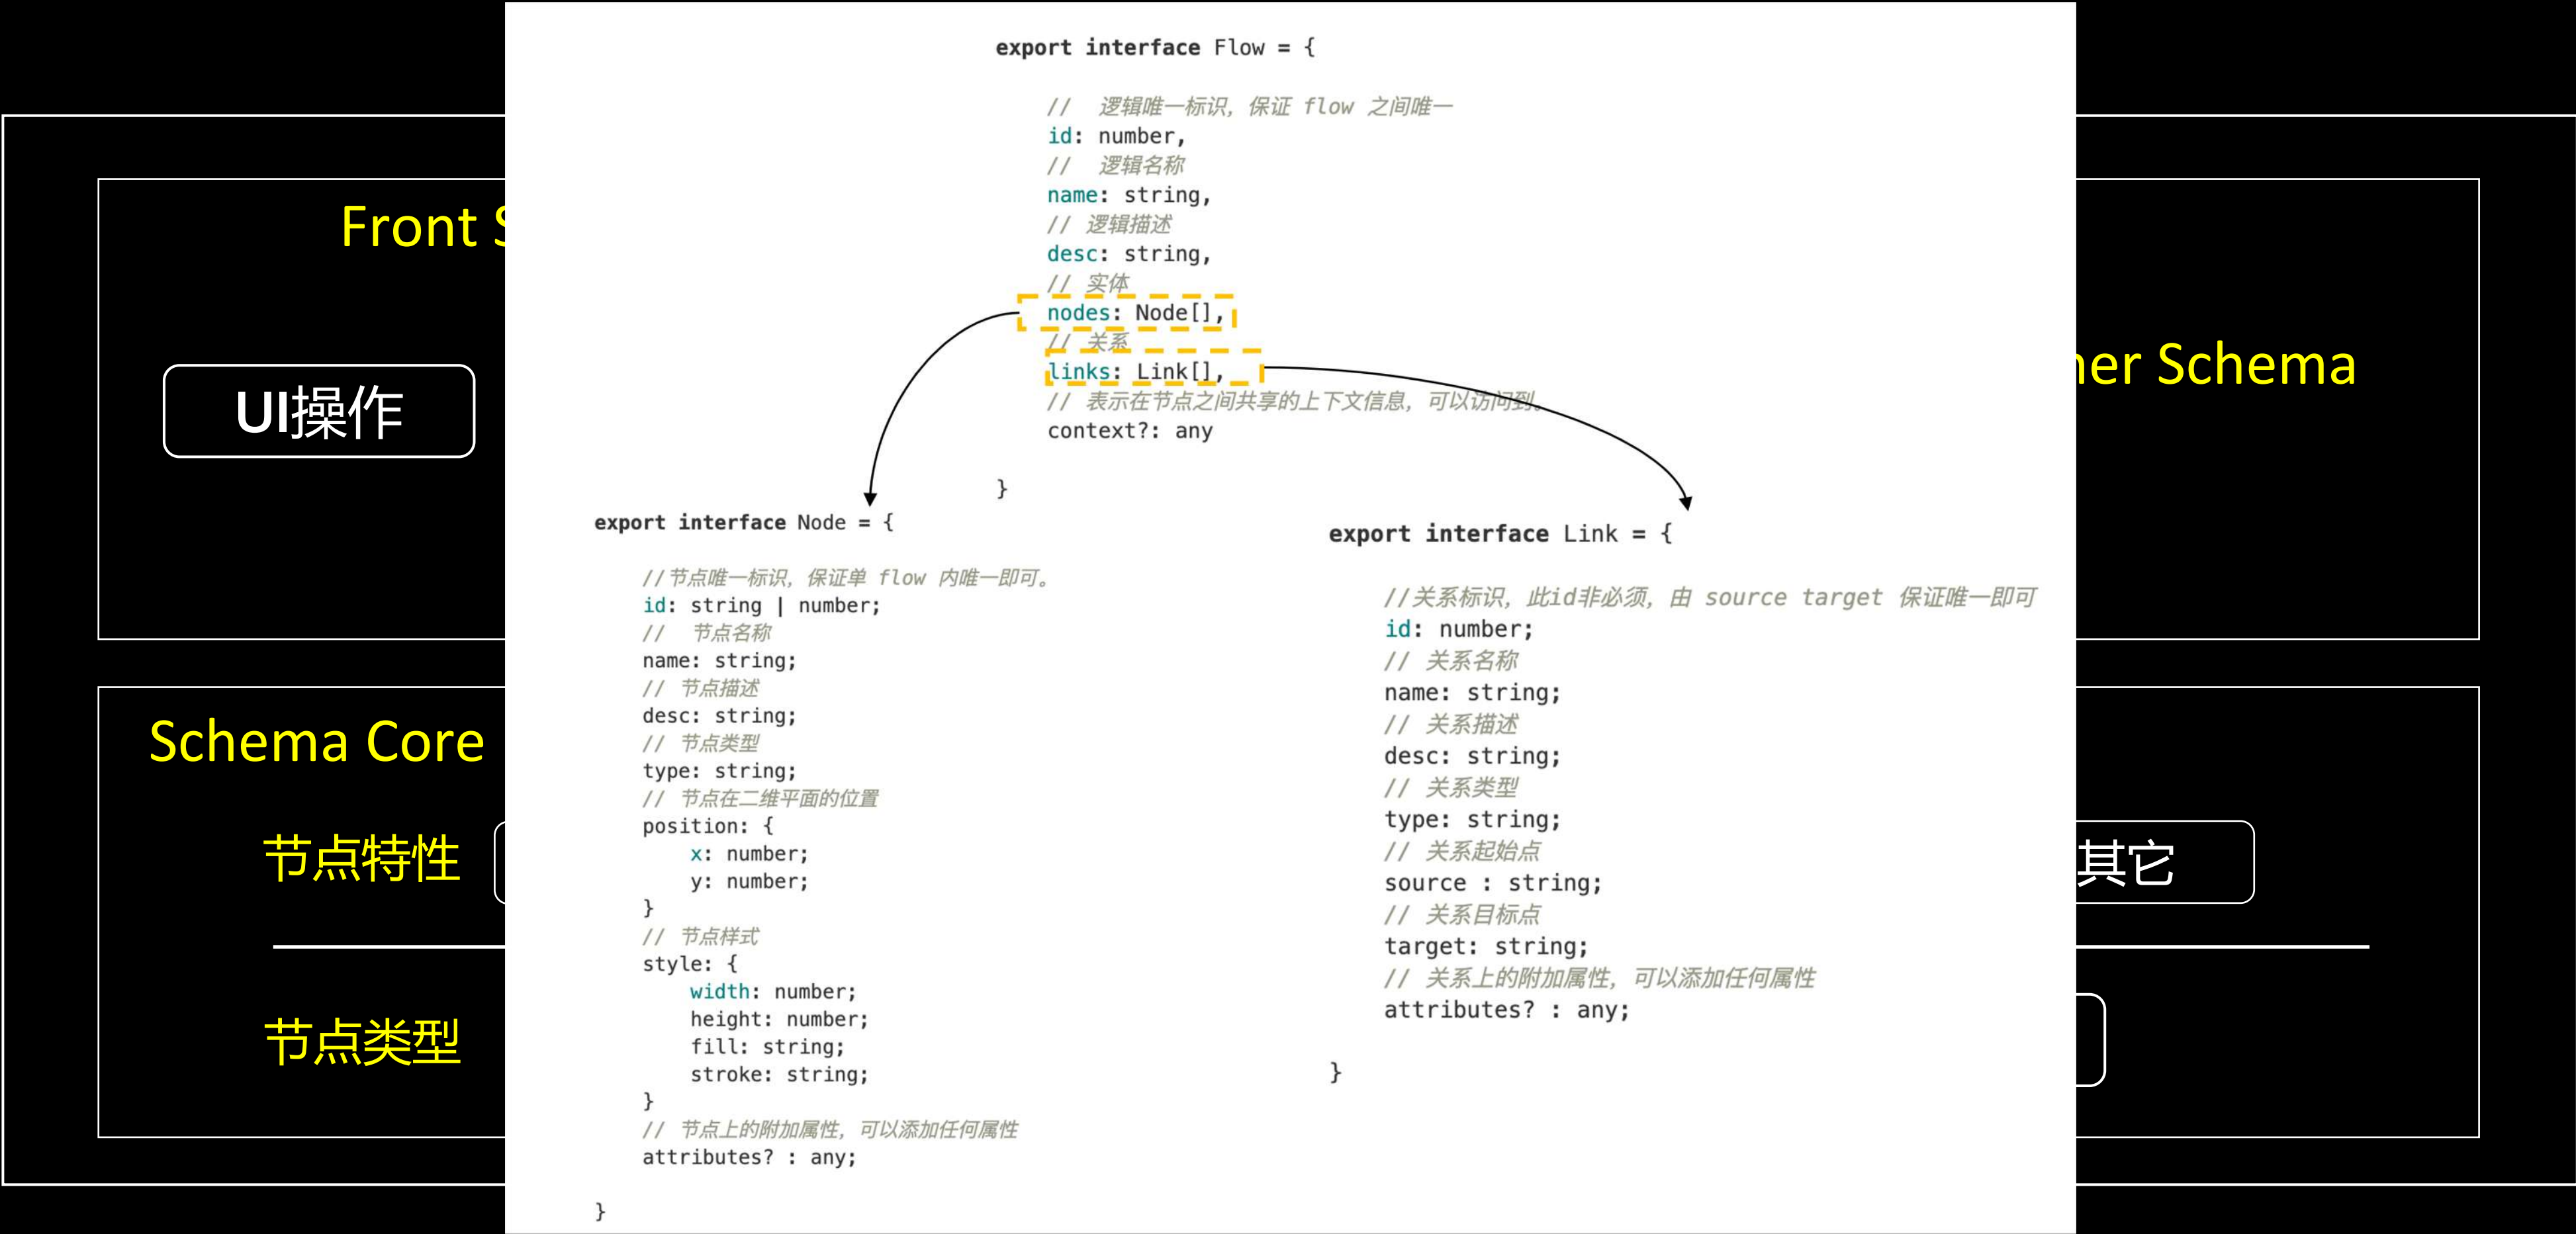 export interface Flow = {
//  逻辑唯一标识, 保证 flow 之间唯一
id: number,
//  逻辑名称
name: string,
// 逻辑描述
desc: string,
// 实体
nodes: Node[],
// 关系
links: Link[],
// 表示在节点之间共享的上下文信息, 可以访问到。
context?: any
}
export interface Node = {
//节点唯一标识, 保证单 flow 内唯一即可。
id: string | number;
//  节点名称
name: string;
// 节点描述
desc: string;
// 节点类型
type: string;
// 节点在二维平面的位置
position: {
x: number;
y: number;
}
// 节点样式
style: {
width: number;
height: number;
fill: string;
stroke: string;
}
// 节点上的附加属性, 可以添加任何属性
attributes? : any;
}
export interface Link = {
//关系标识, 此id非必须, 由 source target 保证唯一即可
id: number;
// 关系名称
name: string;
// 关系描述
desc: string;
// 关系类型
type: string;
// 关系起始点
source : string;
// 关系目标点
target: string;
// 关系上的附加属性, 可以添加任何属性
attributes? : any;
}
Front
UI操作
Schema
Schema Core
节点特性
其它
节点类型